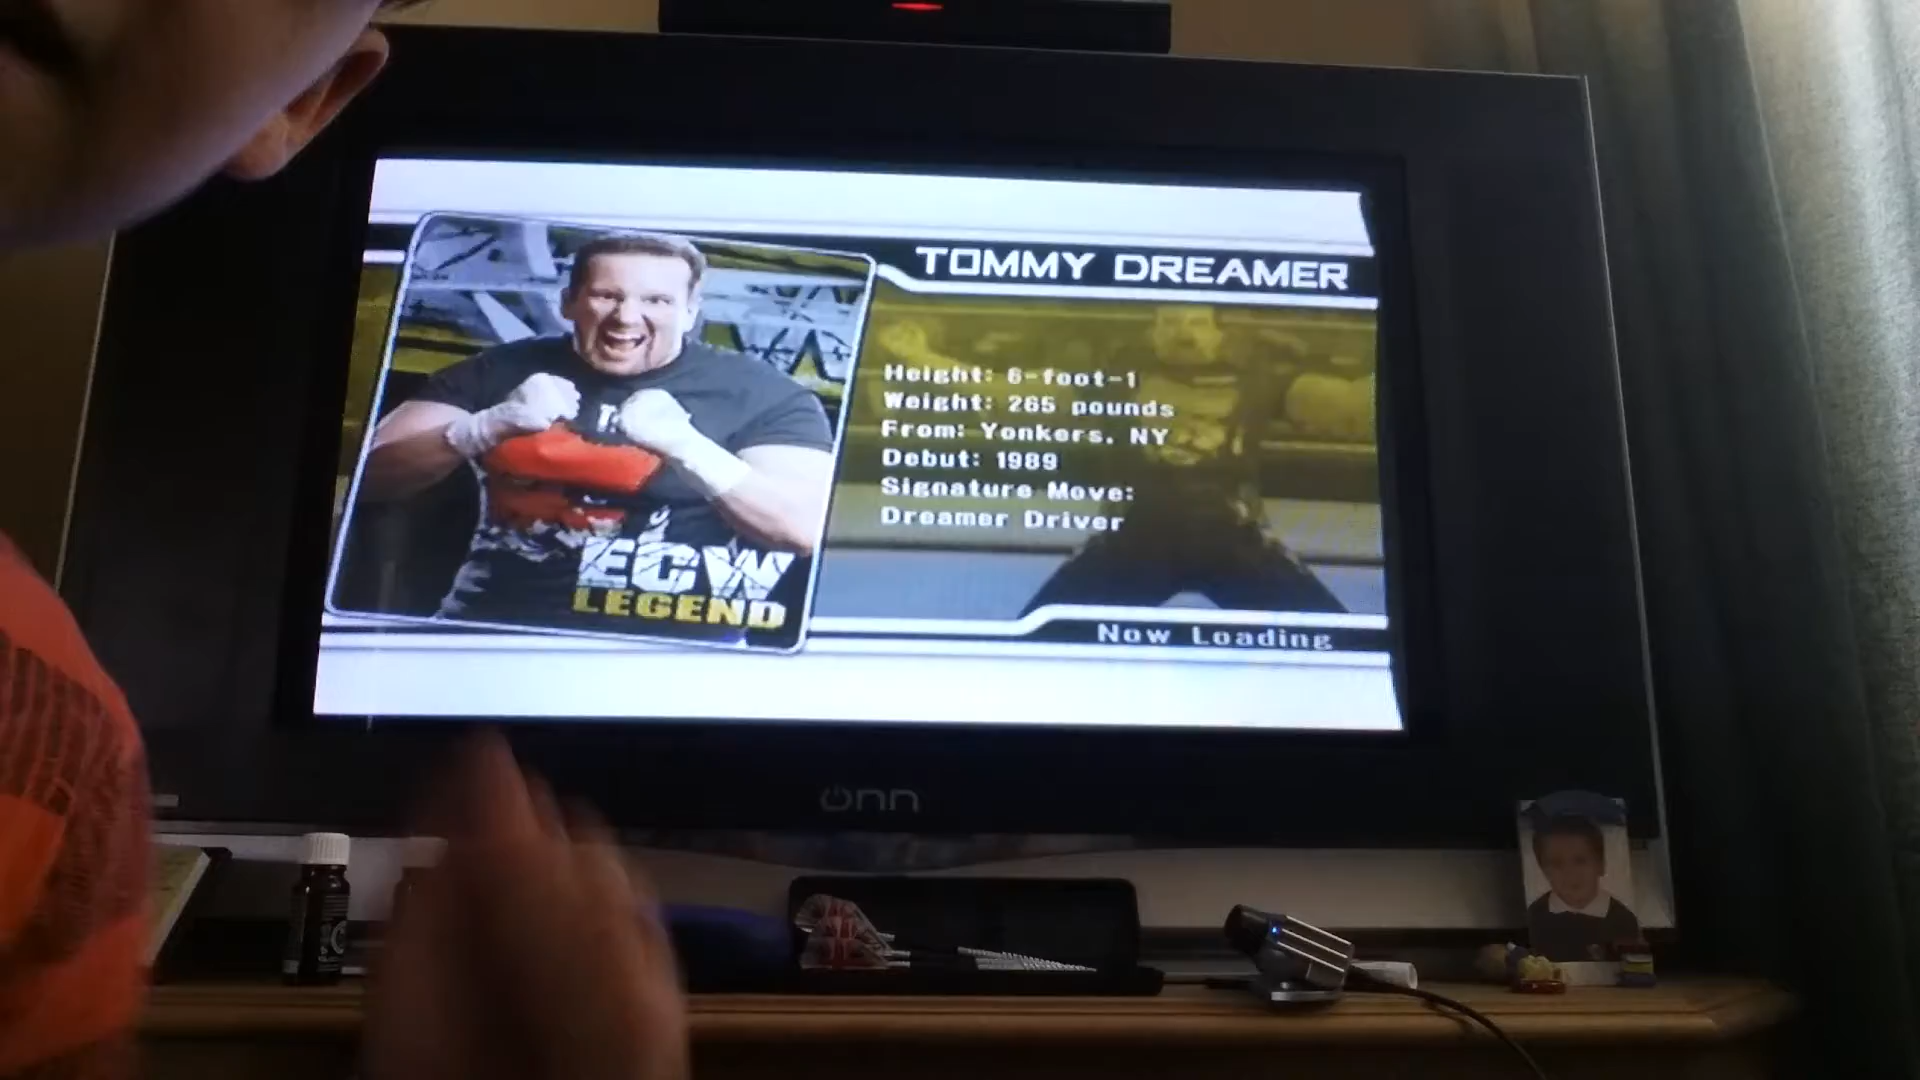 TOMMY DREAMER
Height: 6-foot-1
Weight: 265 pounds
From: Yonkers, NY
Debut: 1989
Signature Move:
Dreamer Driver
ECW
LEGEND
Now Loading
onn